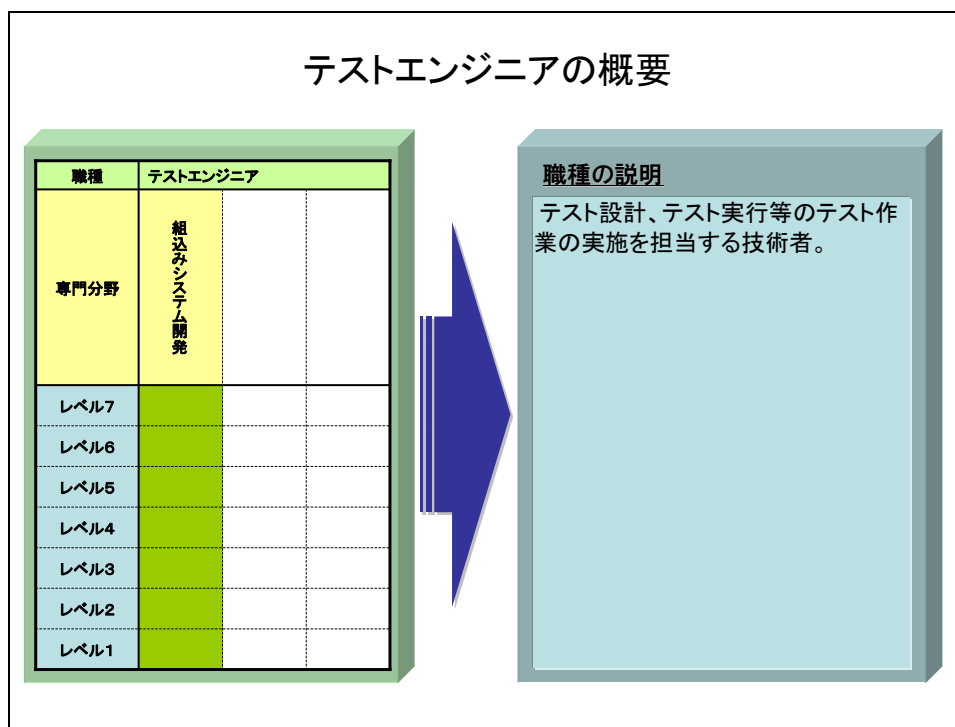 テストエンジニアの概要
職種 テストエンジニア
専門分野
組込みシステム開発
レベル7
レベル6
レベル5
レベル4
レベル3
レベル2
レベル1
職種の説明
テスト設計、テスト実行等のテスト作
業の実施を担当する技術者。